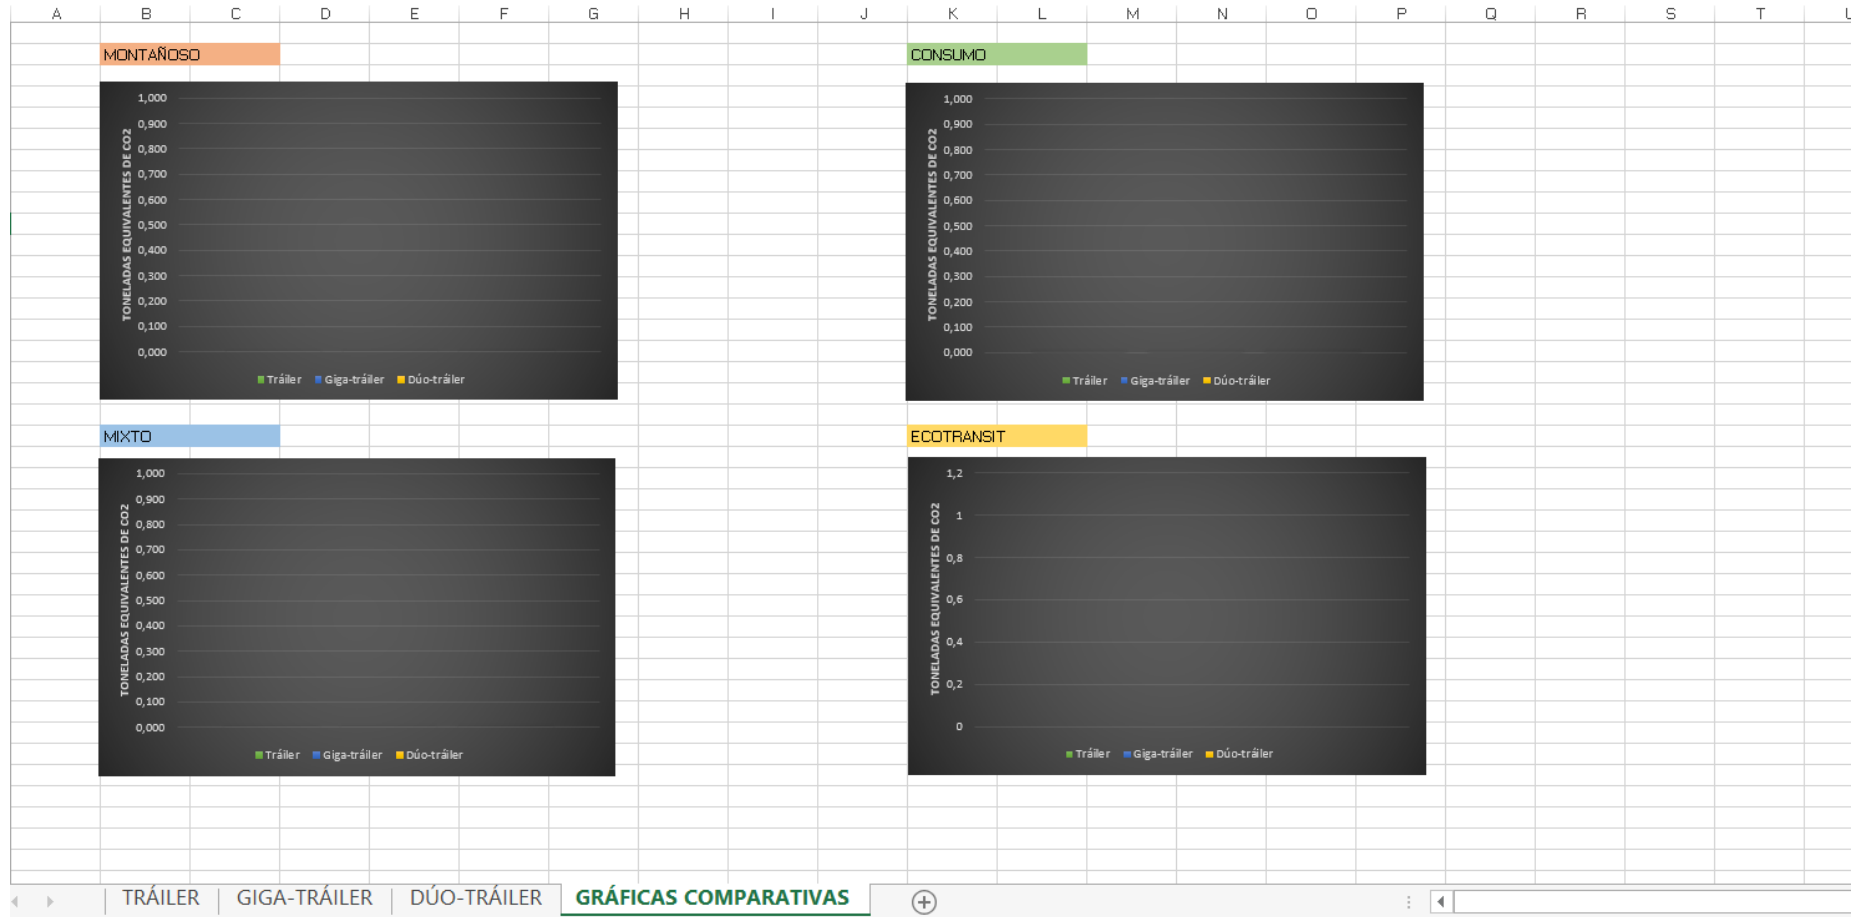 A B C D E F G H I J K L M N O P Q R S T
MONTAÑOSO
TONELADAS EQUIVALENTES DE CO2
1,000
0,900
0,800
0,700
0,600
0,500
0,400
0,300
0,200
0,100
0,000
Tráiler Giga-tráiler Dúo-tráiler
CONSUMO
TONELADAS EQUIVALENTES DE CO2
1,000
0,900
0,800
0,700
0,600
0,500
0,400
0,300
0,200
0,100
0,000
Tráiler Giga-tráiler Dúo-tráiler
MIXTO
TONELADAS EQUIVALENTES DE CO2
1,000
0,900
0,800
0,700
0,600
0,500
0,400
0,300
0,200
0,100
0,000
Tráiler Giga-tráiler Dúo-tráiler
ECOTRANSIT
TONELADAS EQUIVALENTES DE CO2
1,2
1
0,8
0,6
0,4
0,2
0
Tráiler Giga-tráiler Dúo-tráiler
TRÁILER GIGA-TRÁILER DÚO-TRÁILER GRÁFICAS COMPARATIVAS